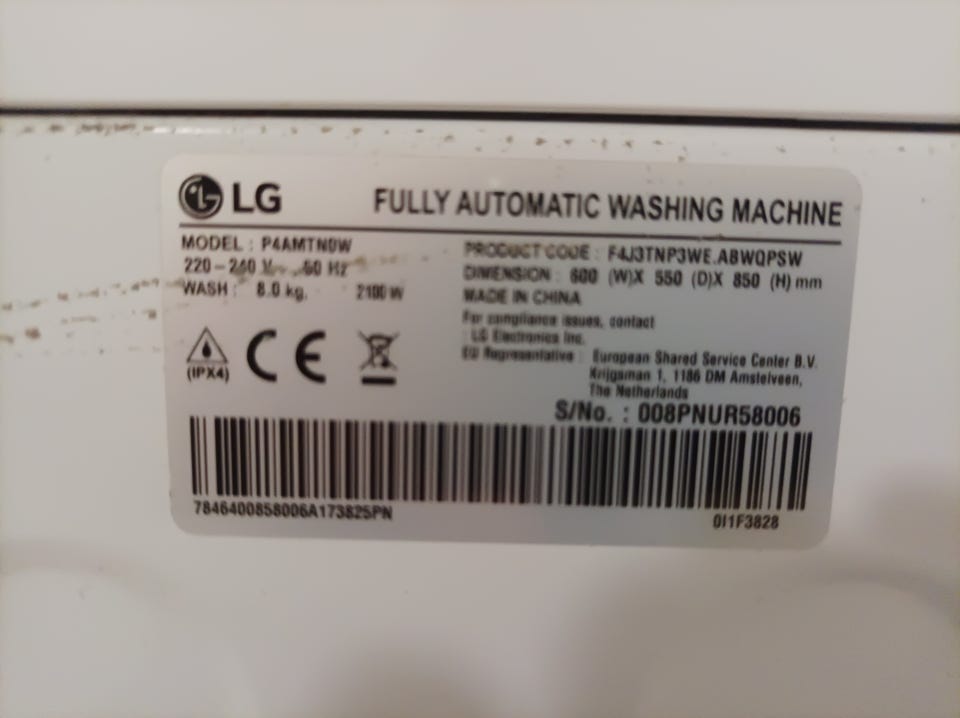 LG FULLY AUTOMATIC WASHING MACHINE
MODEL : P4AMTN0W
220-240 V~ 50 Hz
WASH : 8.0 kg. 2100 W
PRODUCT CODE : F4J3TNP3WE.ABWQPSW
DIMENSION : 600 (W)X 550 (D)X 850 (H) mm
MADE IN CHINA
For compliance issues, contact
: LG Electronics Inc.
EU Representative : European Shared Service Center B.V.
Krijgsman 1, 1186 DM Amstelveen,
The Netherlands
(IPX4) CE
S/No. : 008PNUR58006
7846400858006A173825PN 0I1F3828